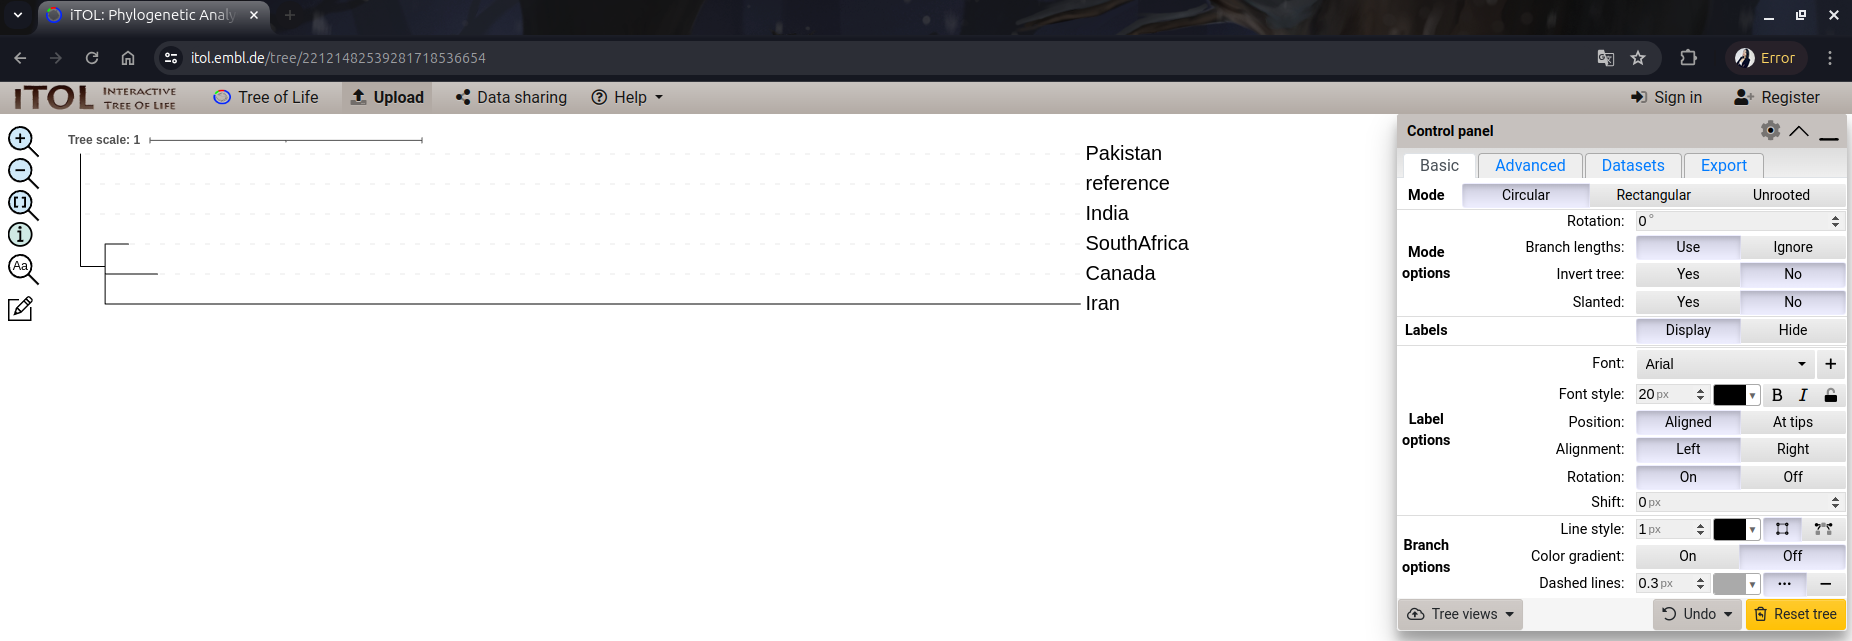 iTOL: Phylogenetic Analy
itol.embl.de/tree/22121482539281718536654
Error
iTOL INTERACTIVE TREE OF LIFE
Tree of Life
Upload
Data sharing
Help
Sign in
Register
Tree scale: 1
Pakistan
reference
India
SouthAfrica
Canada
Iran
Aa
Control panel
Basic Advanced Datasets Export
Mode Circular Rectangular Unrooted
Mode options
Rotation: 0°
Branch lengths: Use Ignore
Invert tree: Yes No
Slanted: Yes No
Labels Display Hide
Label options
Font: Arial +
Font style: 20 px B I
Position: Aligned At tips
Alignment: Left Right
Rotation: On Off
Shift: 0 px
Branch options
Line style: 1 px
Color gradient: On Off
Dashed lines: 0.3 px
Tree views Undo Reset tree